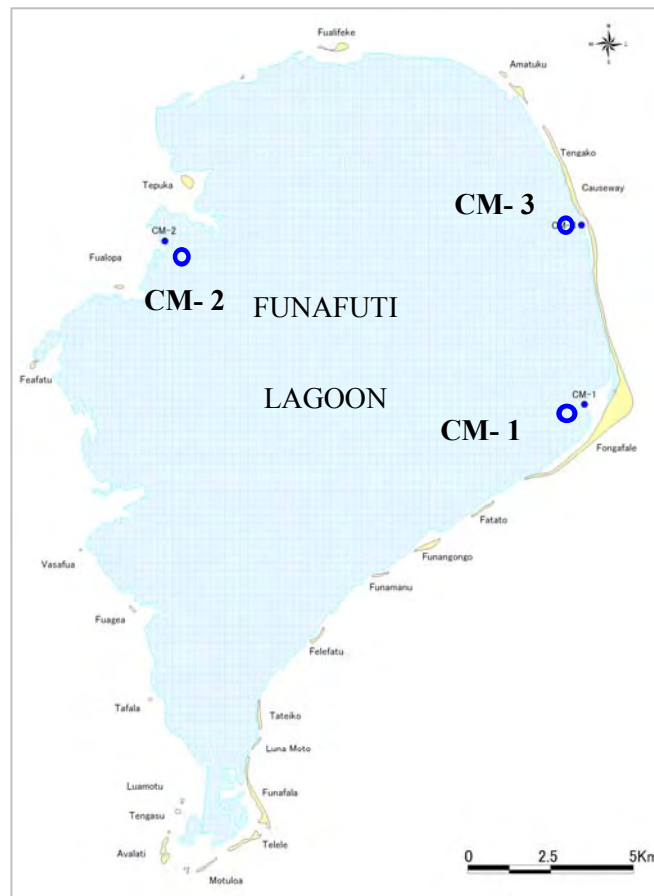 Fualifeke
N
W
E
S
Amatuku
Tengako
Tepuka
Causeway
CM- 3
CM-2
Fualopa
CM- 2
FUNAFUTI
Feafatu
LAGOON
CM-1
CM- 1
Fongafale
Fatato
Funangongo
Vasafua
Funamanu
Fuagea
Felefatu
Tafala
Tateiko
Luna Moto
Luamotu
Funafala
Tengasu
Telele
Avalati
Motuloa
0 2.5 5Km